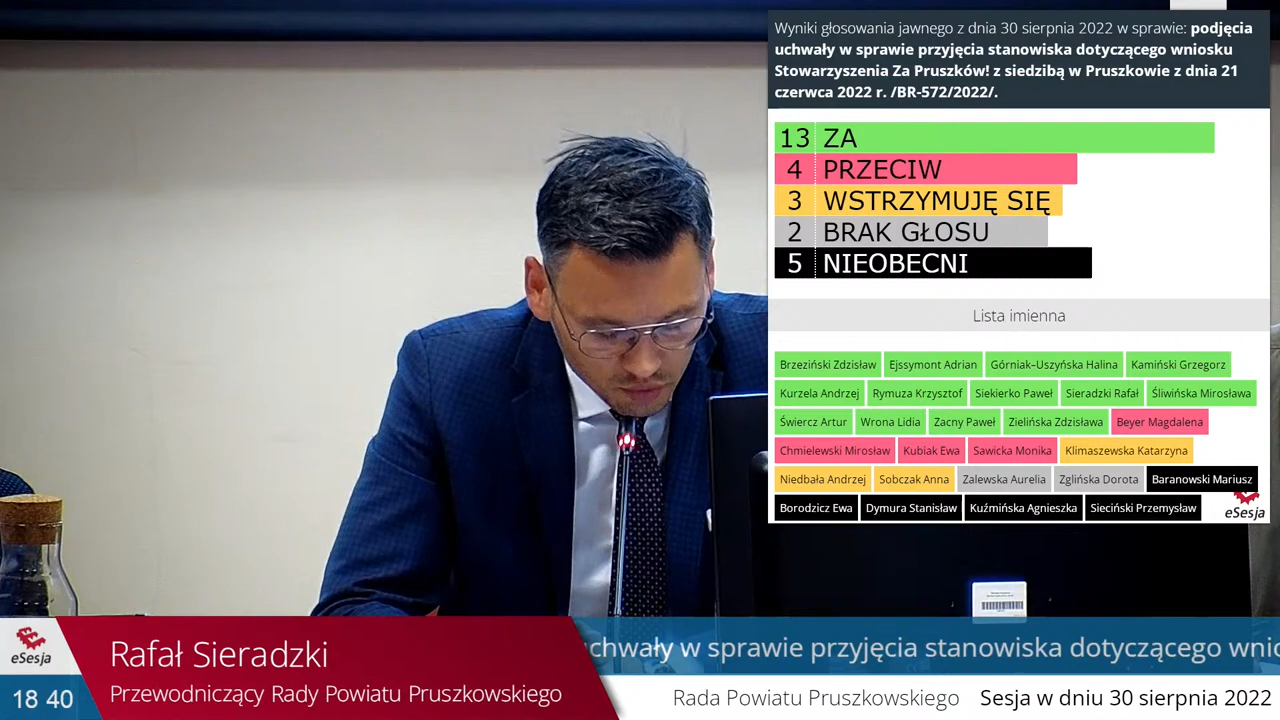 Wyniki głosowania jawnego z dnia 30 sierpnia 2022 w sprawie: podjęcia
uchwały w sprawie przyjęcia stanowiska dotyczącego wniosku
Stowarzyszenia Za Pruszków! z siedzibą w Pruszkowie z dnia 21
czerwca 2022 r. /BR-572/2022/.
13 ZA
4 PRZECIW
3 WSTRZYMUJĘ SIĘ
2 BRAK GŁOSU
5 NIEOBECNI
Lista imienna
Brzeziński Zdzisław Ejssymont Adrian Górniak–Uszyńska Halina Kamiński Grzegorz
Kurzela Andrzej Rymuza Krzysztof Siekierko Paweł Sieradzki Rafał Śliwińska Mirosława
Świercz Artur Wrona Lidia Zacny Paweł Zielińska Zdzisława Beyer Magdalena
Chmielewski Mirosław Kubiak Ewa Sawicka Monika Klimaszewska Katarzyna
Niedbała Andrzej Sobczak Anna Zalewska Aurelia Zglińska Dorota Baranowski Mariusz
Borodzicz Ewa Dymura Stanisław Kuźmińska Agnieszka Sieciński Przemysław
eSesja
eSesja
Rafał Sieradzki
Przewodniczący Rady Powiatu Pruszkowskiego
chwały w sprawie przyjęcia stanowiska dotyczącego wnio
18 40
Rada Powiatu Pruszkowskiego Sesja w dniu 30 sierpnia 2022